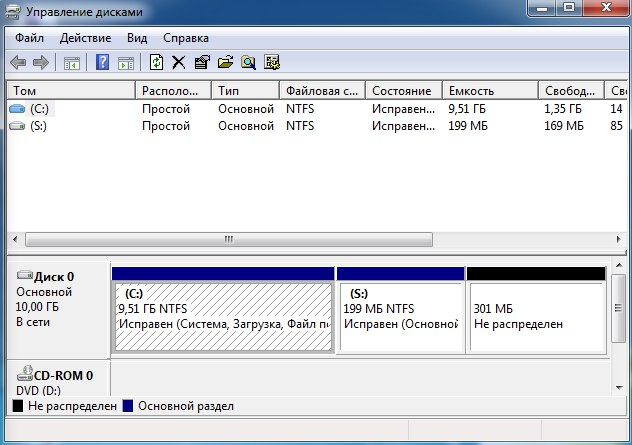 Управление дисками
Файл Действие Вид Справка
Том Располо... Тип Файловая с... Состояние Емкость Свобод... Сво
(C:) Простой Основной NTFS Исправен... 9,51 ГБ 1,35 ГБ 14
(S:) Простой Основной NTFS Исправен... 199 МБ 169 МБ 85
Диск 0
Основной
10,00 ГБ
В сети
(C:)
9,51 ГБ NTFS
Исправен (Система, Загрузка, Файл п
(S:)
199 МБ NTFS
Исправен (Основной
301 МБ
Не распределен
CD-ROM 0
DVD (D:)
Не распределен Основной раздел